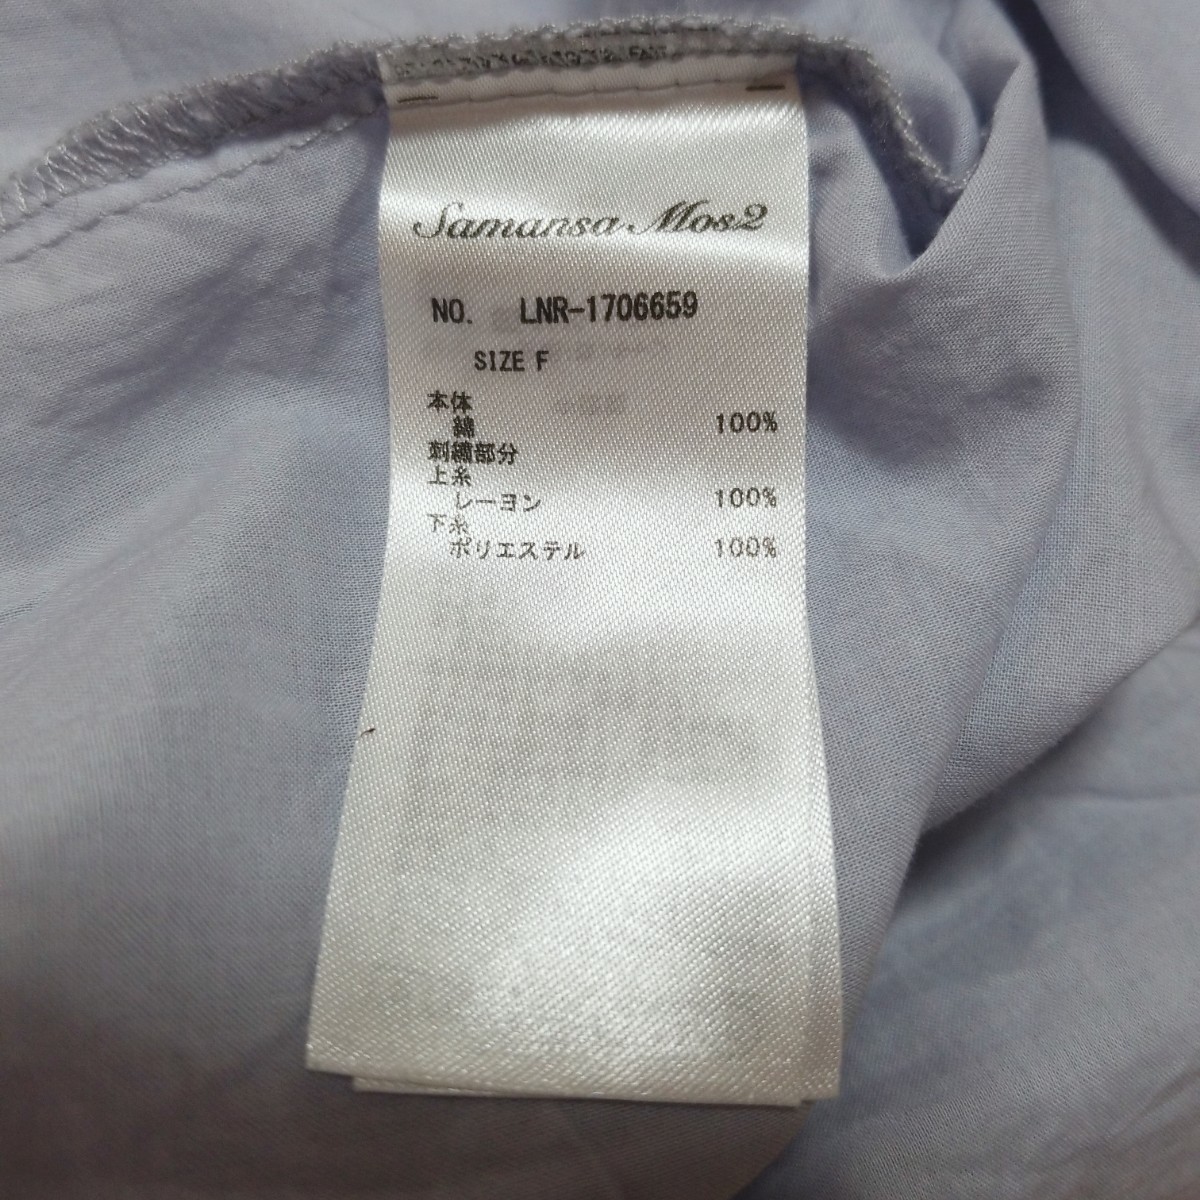 Samansa Mos2
NO. LNR-1706659
SIZE F
本体
綿 100%
刺繍部分
上糸
レーヨン 100%
下糸
ポリエステル 100%